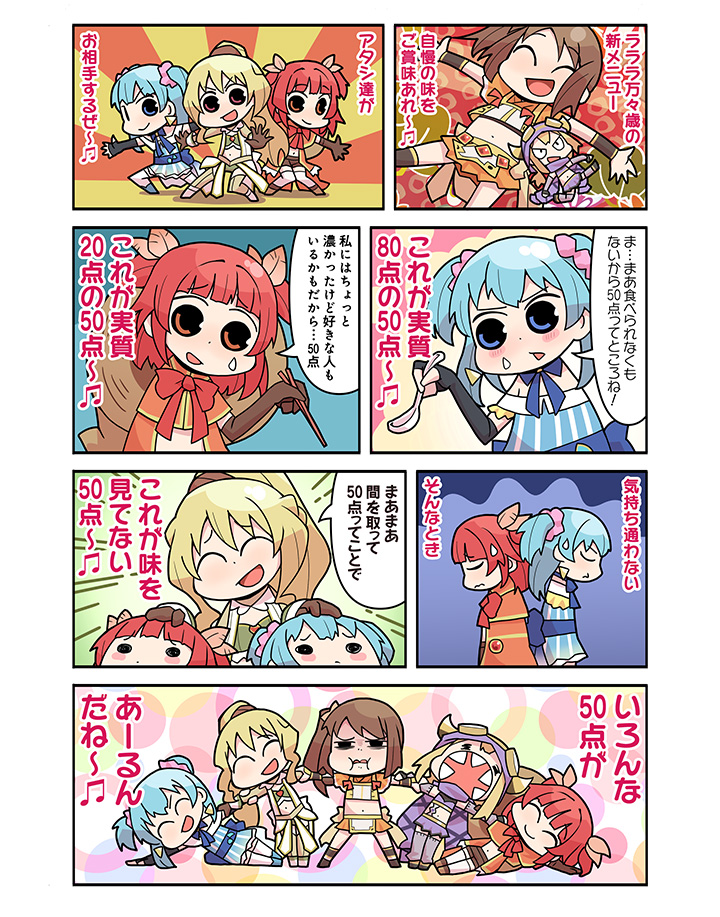 ラララ万々歳の
新メニュー
自慢の味を
ご賞味あれ～♫
アタシ達が
お相手するぜ～♫
ま…まあ食べられなくも
ないから50点ってところね！
これが実質
80点の50点～♫
私にはちょっと
濃かったけど好きな人も
いるかもだから…50点
これが実質
20点の50点～♫
気持ち通わない
そんなとき
まあまあ
間を取って
50点ってことで
これが味を
見てない
50点～♫
いろんな
50点が
あーるん
だね～♫